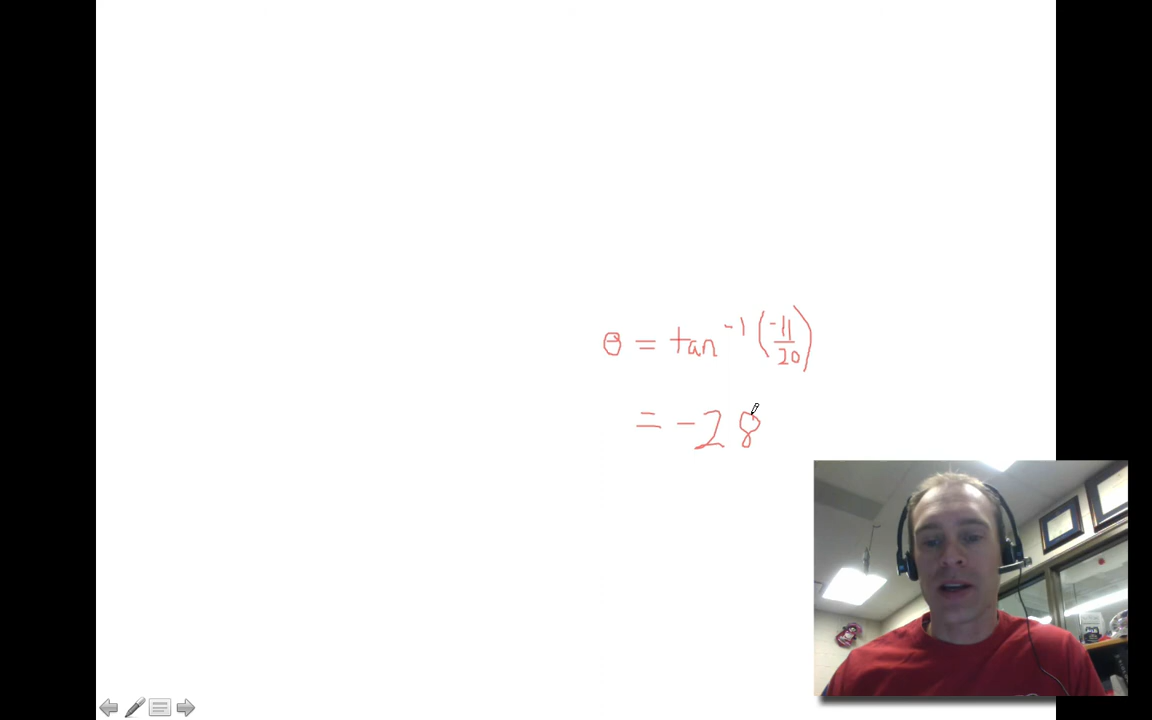 θ = tan⁻¹(-11/20)
= -28